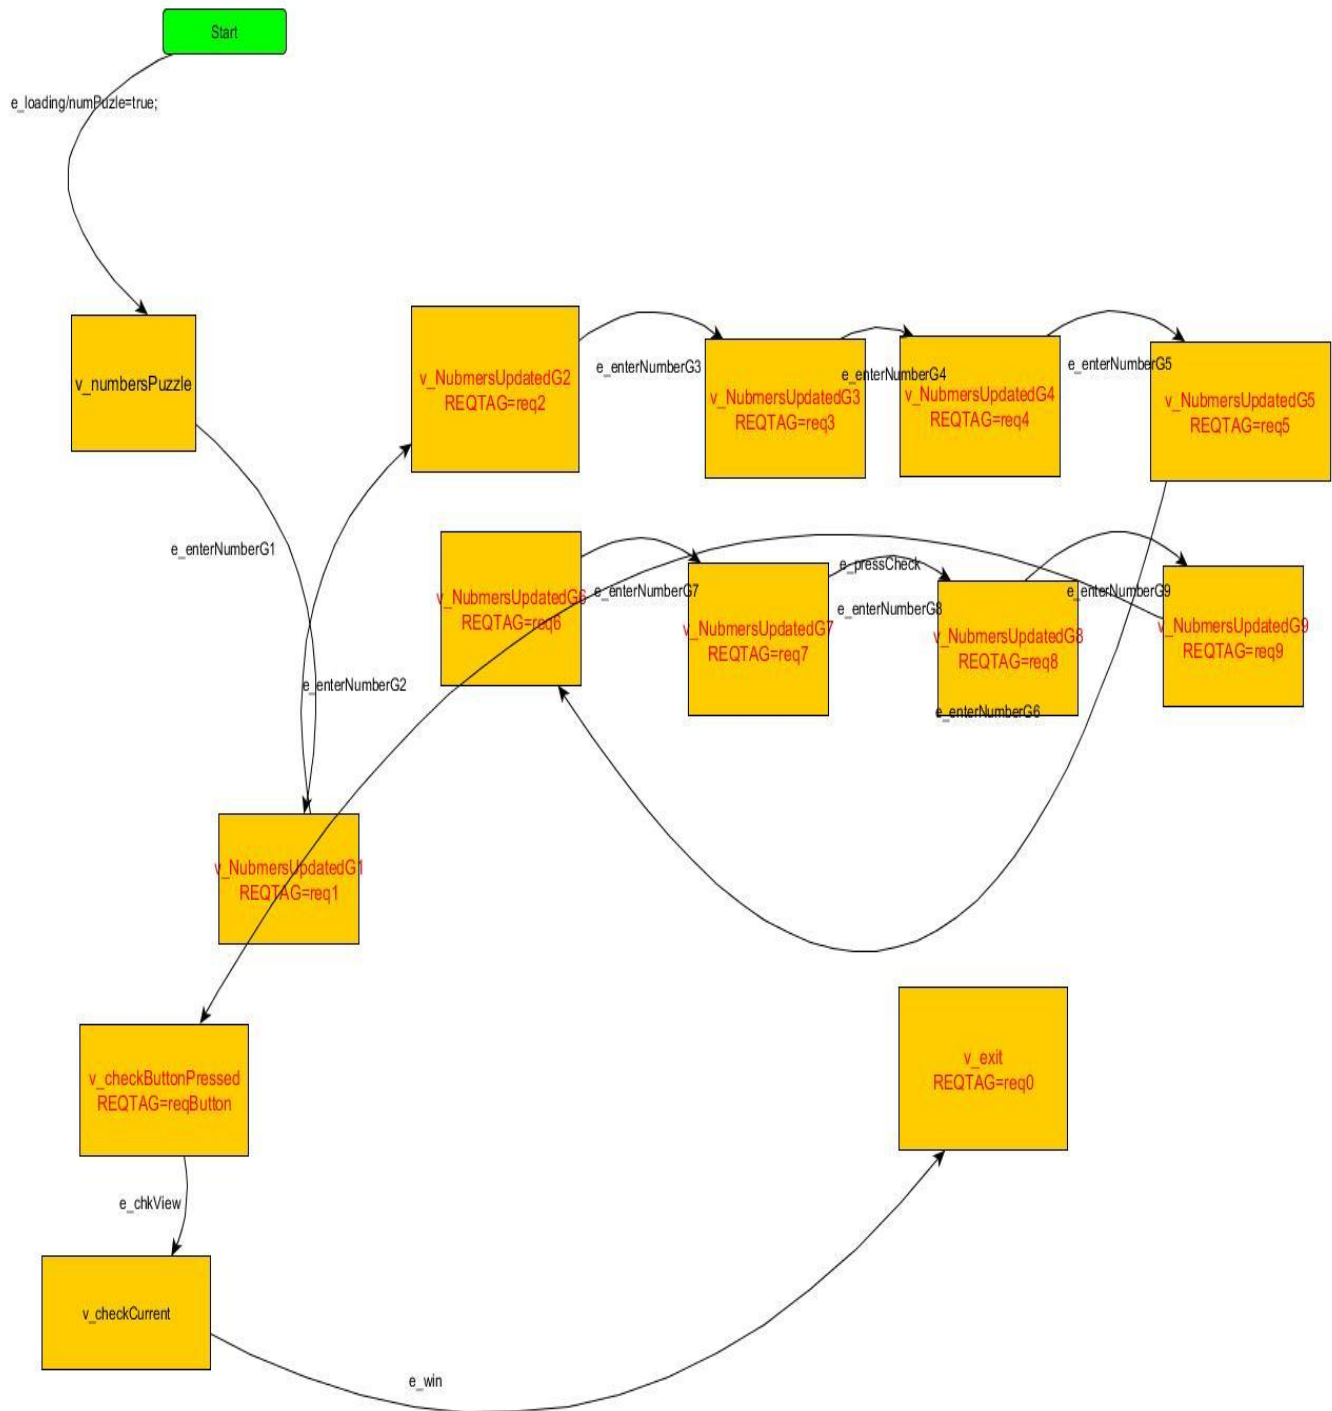 Start
e_loading/numPuzle=true;
v_numbersPuzzle
v_NubmersUpdatedG2
REQTAG=req2
e_enterNumberG3
v_NubmersUpdatedG3
REQTAG=req3
e_enterNumberG4
v_NubmersUpdatedG4
REQTAG=req4
e_enterNumberG5
v_NubmersUpdatedG5
REQTAG=req5
e_enterNumberG1
v_NubmersUpdatedG6
REQTAG=req6
e_enterNumberG7
v_NubmersUpdatedG7
REQTAG=req7
e_pressCheck
e_enterNumberG8
v_NubmersUpdatedG8
REQTAG=req8
e_enterNumberG9
v_NubmersUpdatedG9
REQTAG=req9
e_enterNumberG2
e_enterNumberG6
v_NubmersUpdatedG1
REQTAG=req1
v_checkButtonPressed
REQTAG=reqButton
v_exit
REQTAG=req0
e_chkView
v_checkCurrent
e_win